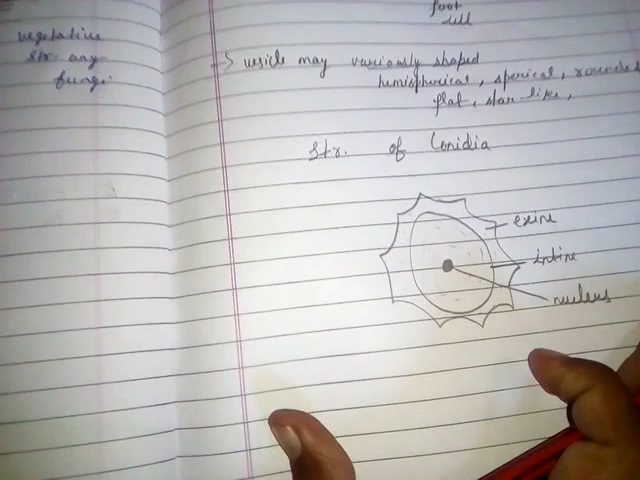 vegetative
str. any
fungi.
foot
cell
→ vesicle may variously shaped
hemispherical, sperical, rounded
flat, star-like,
Str. of Conidia
exine
intine
nucleus